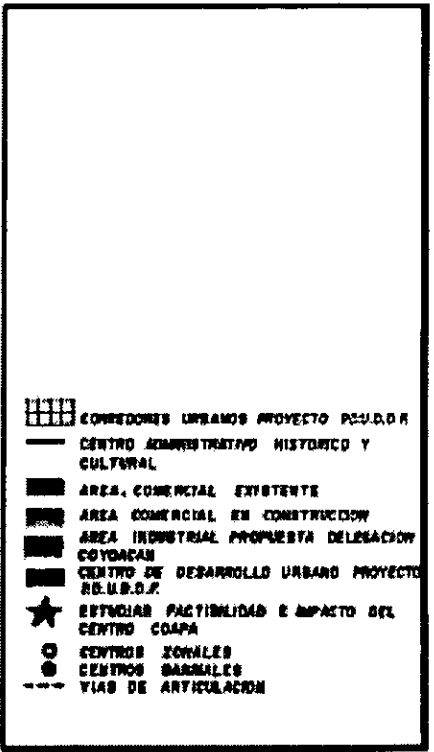 CORREDORES URBANOS PROYECTO P.D.U.D.D.F.
CENTRO ADMINISTRATIVO HISTORICO Y
CULTURAL
AREA COMERCIAL EXISTENTE
AREA COMERCIAL EN CONSTRUCCION
AREA INDUSTRIAL PROPUESTA DELEGACION
COYOACAN
CENTRO DE DESARROLLO URBANO PROYECTO
P.D.U.D.F.
ESTUDIAR FACTIBILIDAD E IMPACTO DEL
CENTRO COAPA
CENTROS ZONALES
CENTROS BARRIALES
VIAS DE ARTICULACION